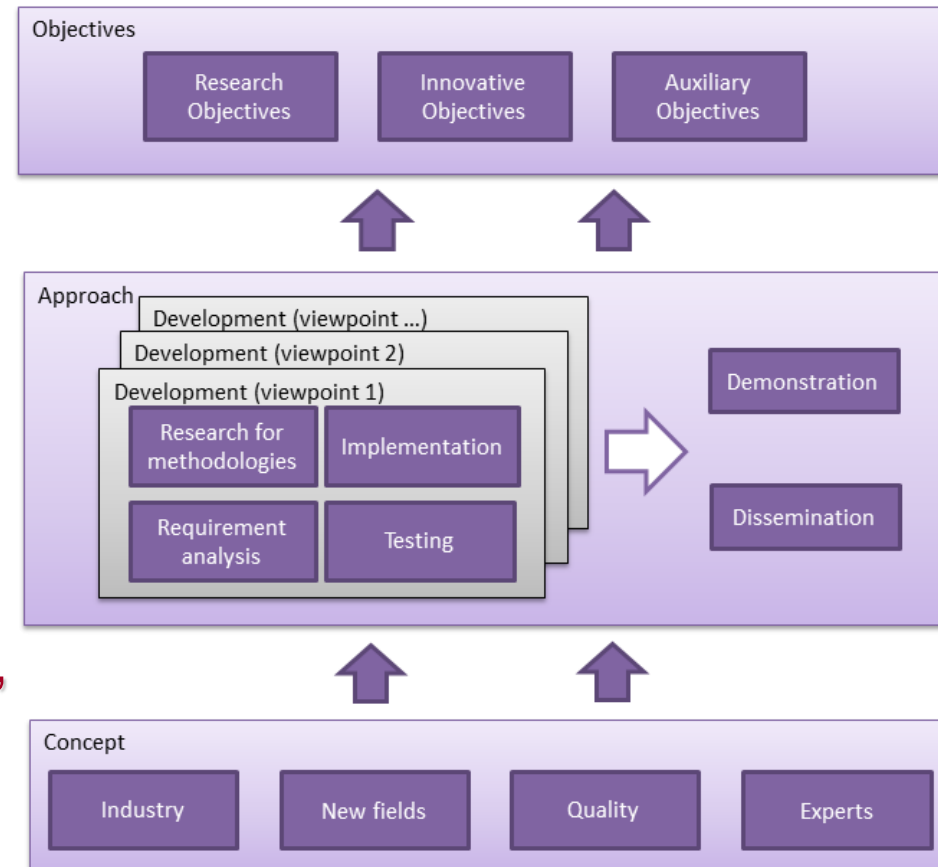 Objectives
Research
Objectives
Innovative
Objectives
Auxiliary
Objectives
Approach
Development (viewpoint ...)
Development (viewpoint 2)
Development (viewpoint 1)
Research for
methodologies
Implementation
Requirement
analysis
Testing
Demonstration
Dissemination
,
Concept
Industry
New fields
Quality
Experts